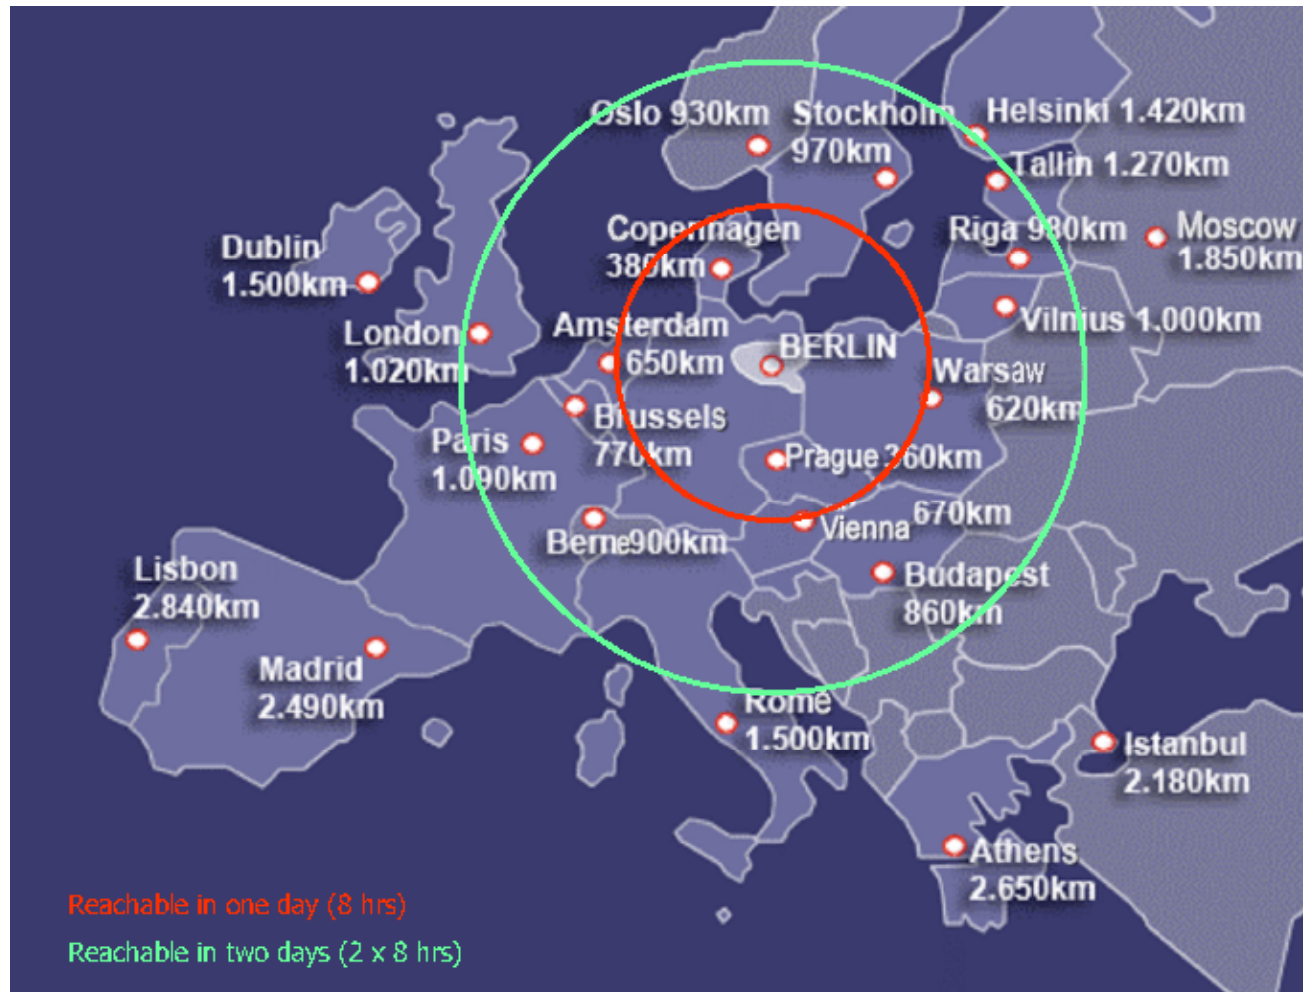 Oslo 930km
Stockholm
970km
Helsinki 1.420km
Tallin 1.270km
Copenhagen
380km
Riga 980km
Moscow
1.850km
Dublin
1.500km
Vilnius 1.000km
London
1.020km
Amsterdam
650km
BERLIN
Warsaw
620km
Brussels
770km
Paris
1.090km
Prague 360km
670km
Vienna
Berne 900km
Budapest
860km
Lisbon
2.840km
Madrid
2.490km
Rome
1.500km
Istanbul
2.180km
Athens
2.650km
Reachable in one day (8 hrs)
Reachable in two days (2 x 8 hrs)